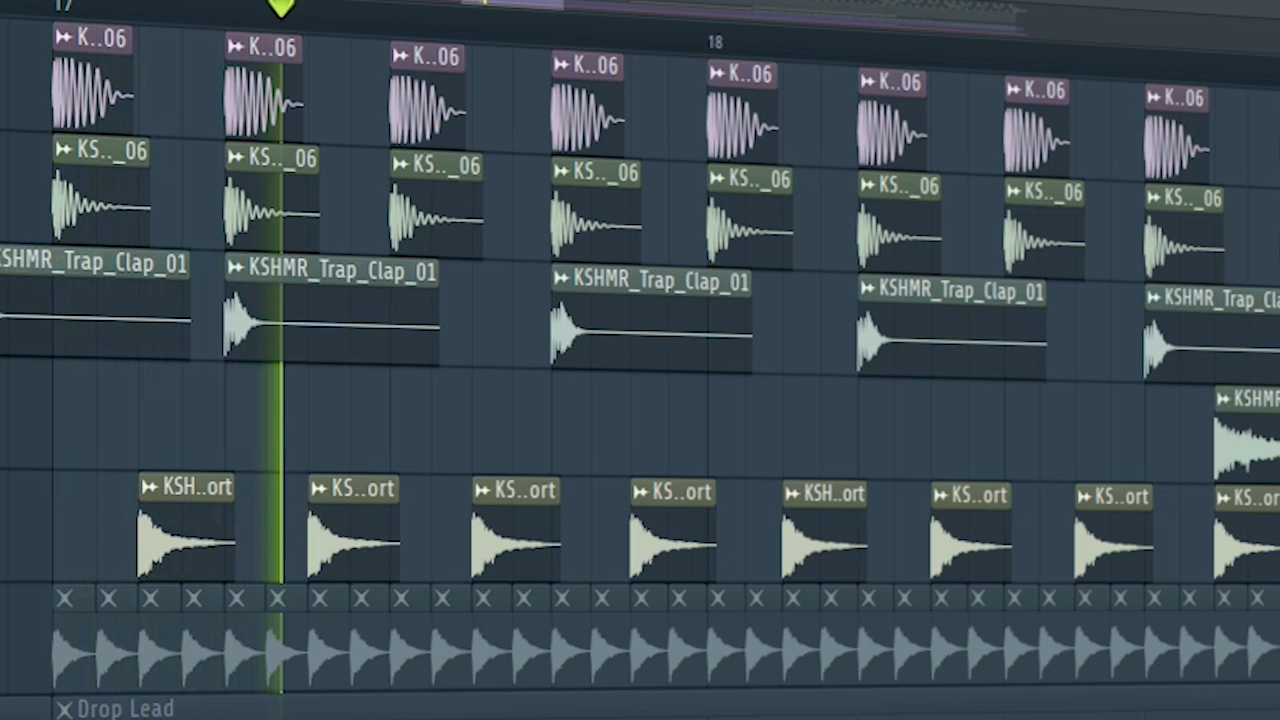 17
18
K..06 K..06 K..06 K..06 K..06 K..06 K..06 K..06
KS.._06 KS.._06 KS.._06 KS.._06 KS.._06 KS.._06 KS.._06 KS.._06
KSHMR_Trap_Clap_01 KSHMR_Trap_Clap_01 KSHMR_Trap_Clap_01 KSHMR_Trap_Clap_01 KSHMR_Trap_Cla
KSHMR
KSH..ort KS..ort KS..ort KS..ort KSH..ort KS..ort KS..ort KS..or
Drop Lead